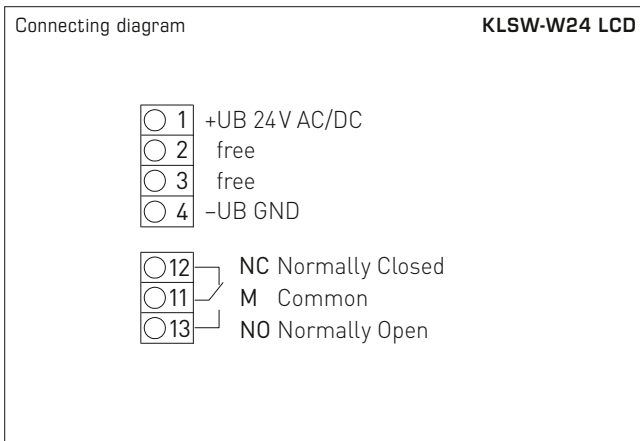 Connecting diagram KLSW-W24 LCD
1 +UB 24V AC/DC
2 free
3 free
4 –UB GND
12 NC Normally Closed
11 M Common
13 NO Normally Open